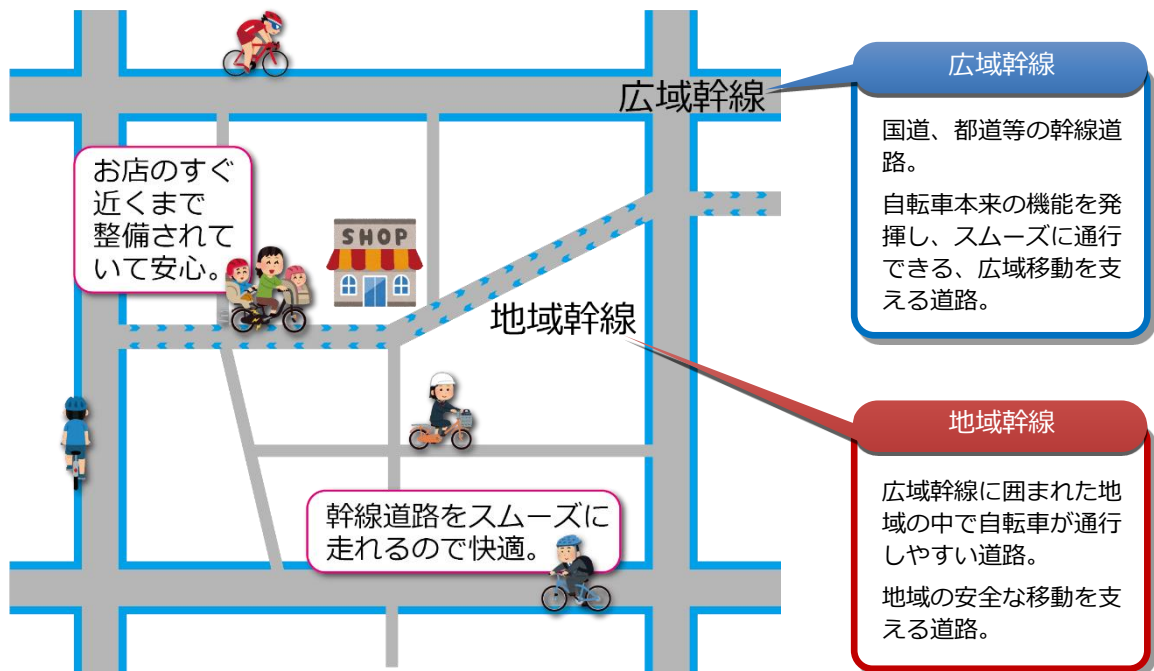 広域幹線
お店のすぐ
近くまで
整備されて
いて安心。
SHOP
地域幹線
幹線道路をスムーズに
走れるので快適。
広域幹線
国道、都道等の幹線道
路。
自転車本来の機能を発
揮し、スムーズに通行
できる、広域移動を支
える道路。
地域幹線
広域幹線に囲まれた地
域の中で自転車が通行
しやすい道路。
地域の安全な移動を支
える道路。